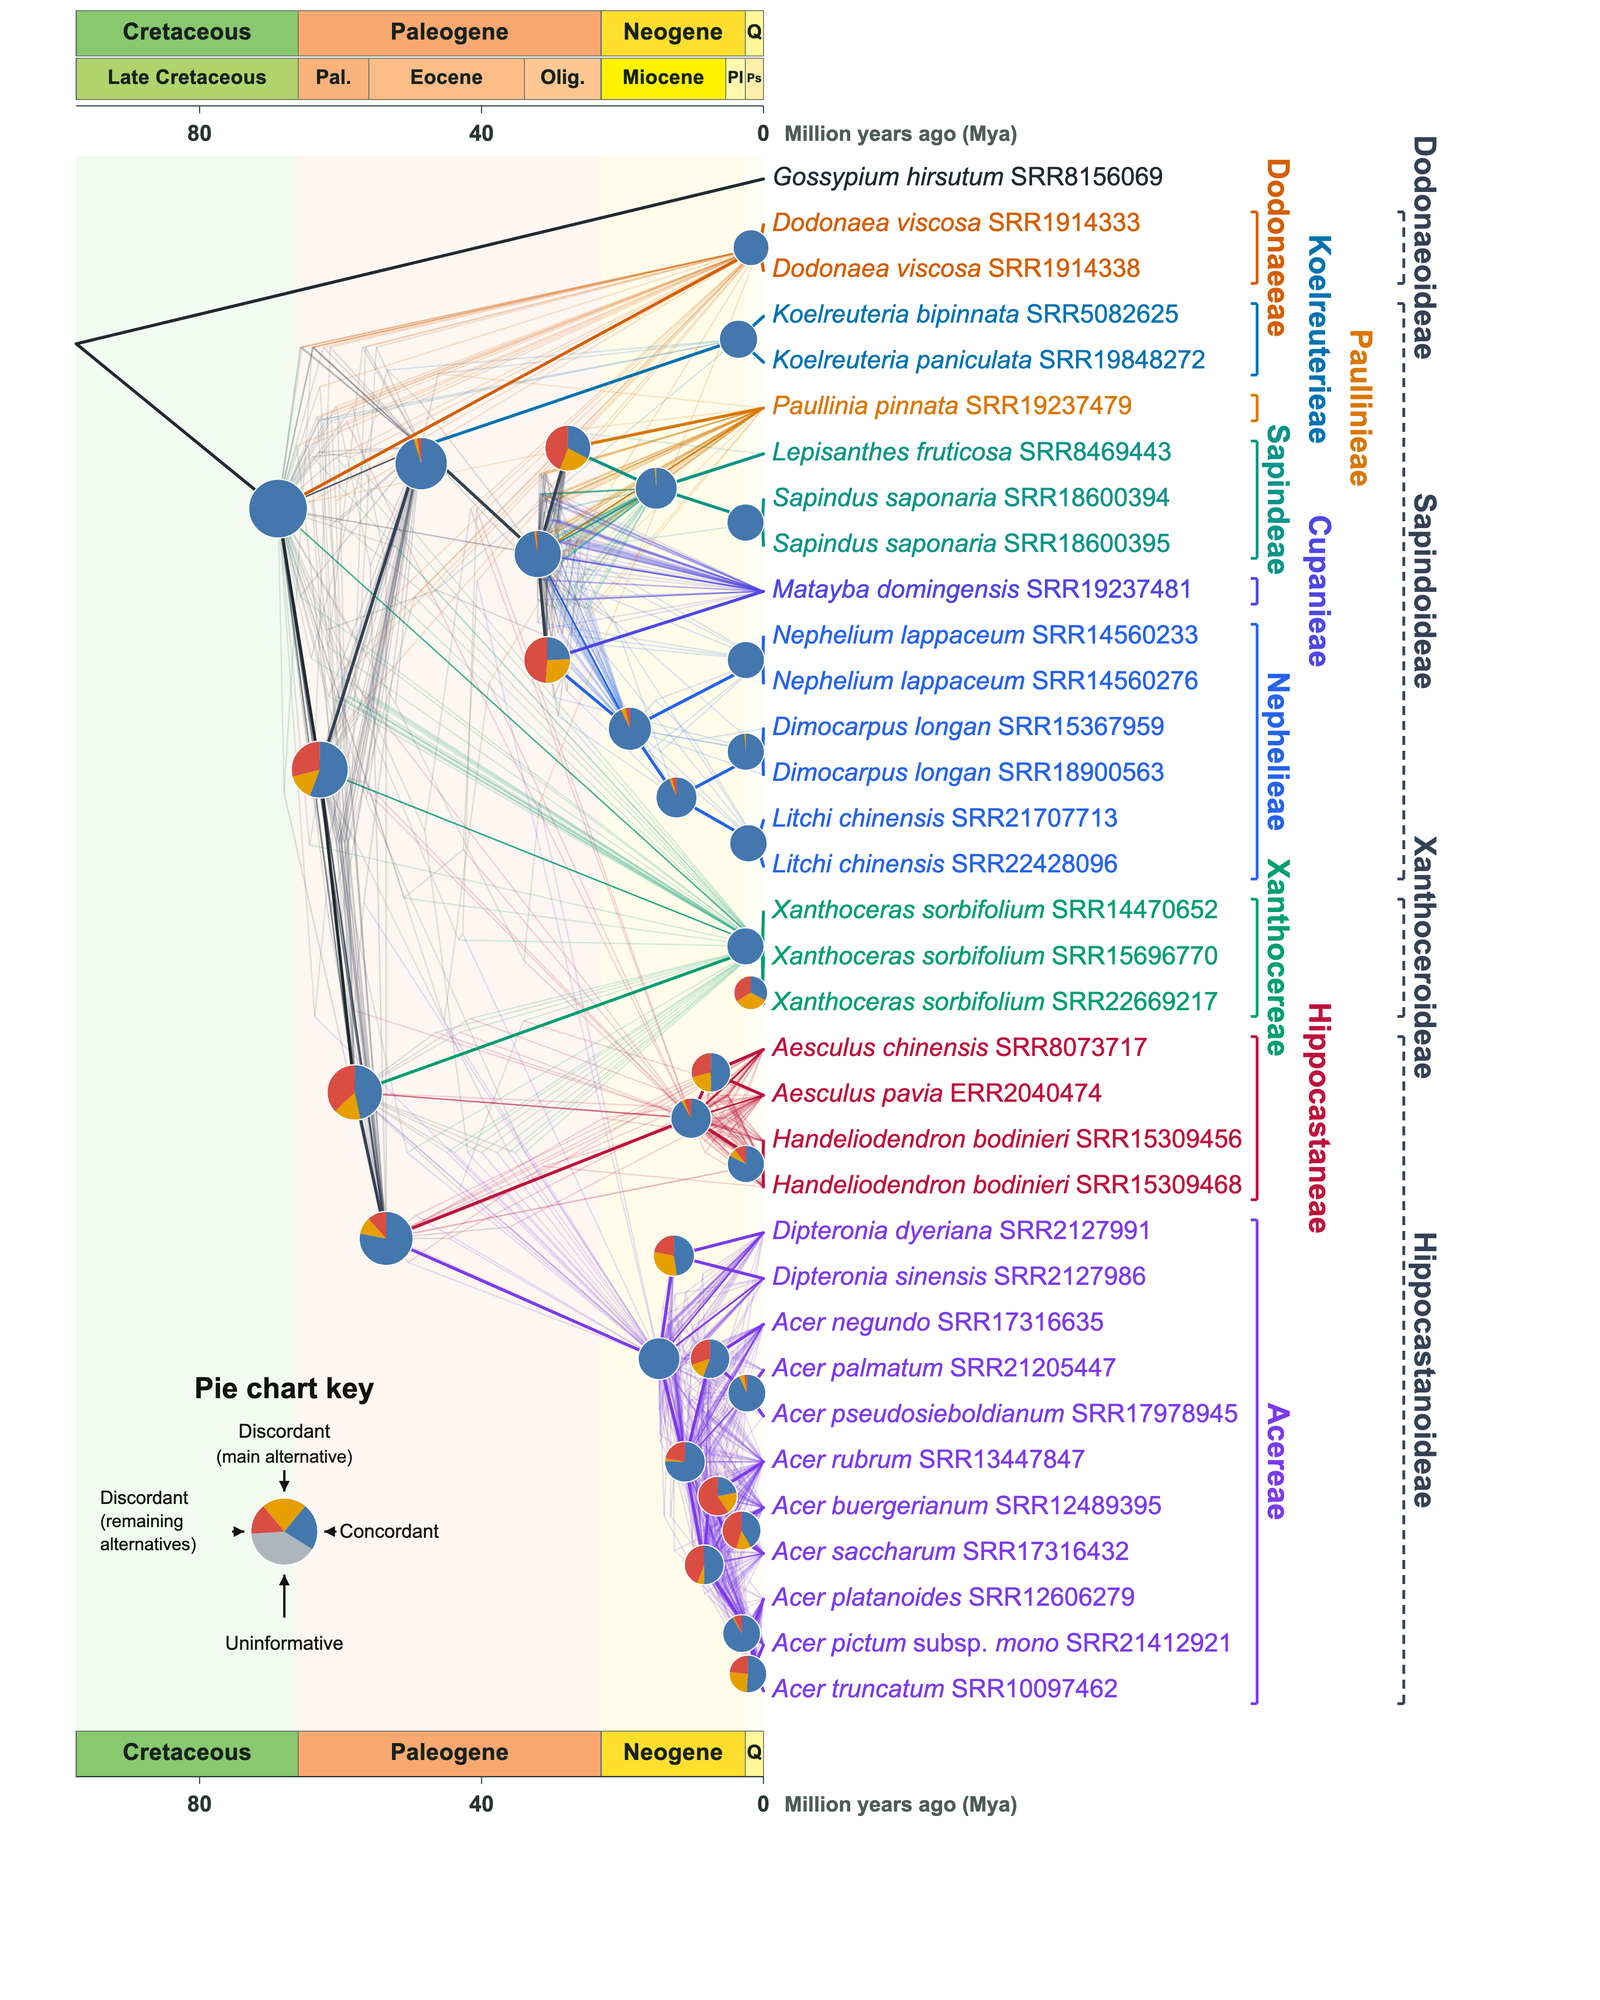 Cretaceous Paleogene Neogene Q
Late Cretaceous Pal. Eocene Olig. Miocene Pl Ps
80 40 0 Million years ago (Mya)
Gossypium hirsutum SRR8156069
Dodonaea viscosa SRR1914333
Dodonaea viscosa SRR1914338
Koelreuteria bipinnata SRR5082625
Koelreuteria paniculata SRR19848272
Paullinia pinnata SRR19237479
Lepisanthes fruticosa SRR8469443
Sapindus saponaria SRR18600394
Sapindus saponaria SRR18600395
Matayba domingensis SRR19237481
Nephelium lappaceum SRR14560233
Nephelium lappaceum SRR14560276
Dimocarpus longan SRR15367959
Dimocarpus longan SRR18900563
Litchi chinensis SRR21707713
Litchi chinensis SRR22428096
Xanthoceras sorbifolium SRR14470652
Xanthoceras sorbifolium SRR15696770
Xanthoceras sorbifolium SRR22669217
Aesculus chinensis SRR8073717
Aesculus pavia ERR2040474
Handeliodendron bodinieri SRR15309456
Handeliodendron bodinieri SRR15309468
Dipteronia dyeriana SRR2127991
Dipteronia sinensis SRR2127986
Acer negundo SRR17316635
Acer palmatum SRR21205447
Acer pseudosieboldianum SRR17978945
Acer rubrum SRR13447847
Acer buergerianum SRR12489395
Acer saccharum SRR17316432
Acer platanoides SRR12606279
Acer pictum subsp. mono SRR21412921
Acer truncatum SRR10097462
Dodonaeeae
Koelreuterieae
Paullinieae
Sapindeae
Cupanieae
Nephelieae
Xanthocereae
Hippocastaneae
Acereae
Dodonaeoideae
Sapindoideae
Xanthoceroideae
Hippocastanoideae
Pie chart key
Discordant
(main alternative)
Discordant
(remaining
alternatives)
Concordant
Uninformative
Cretaceous Paleogene Neogene Q
80 40 0 Million years ago (Mya)